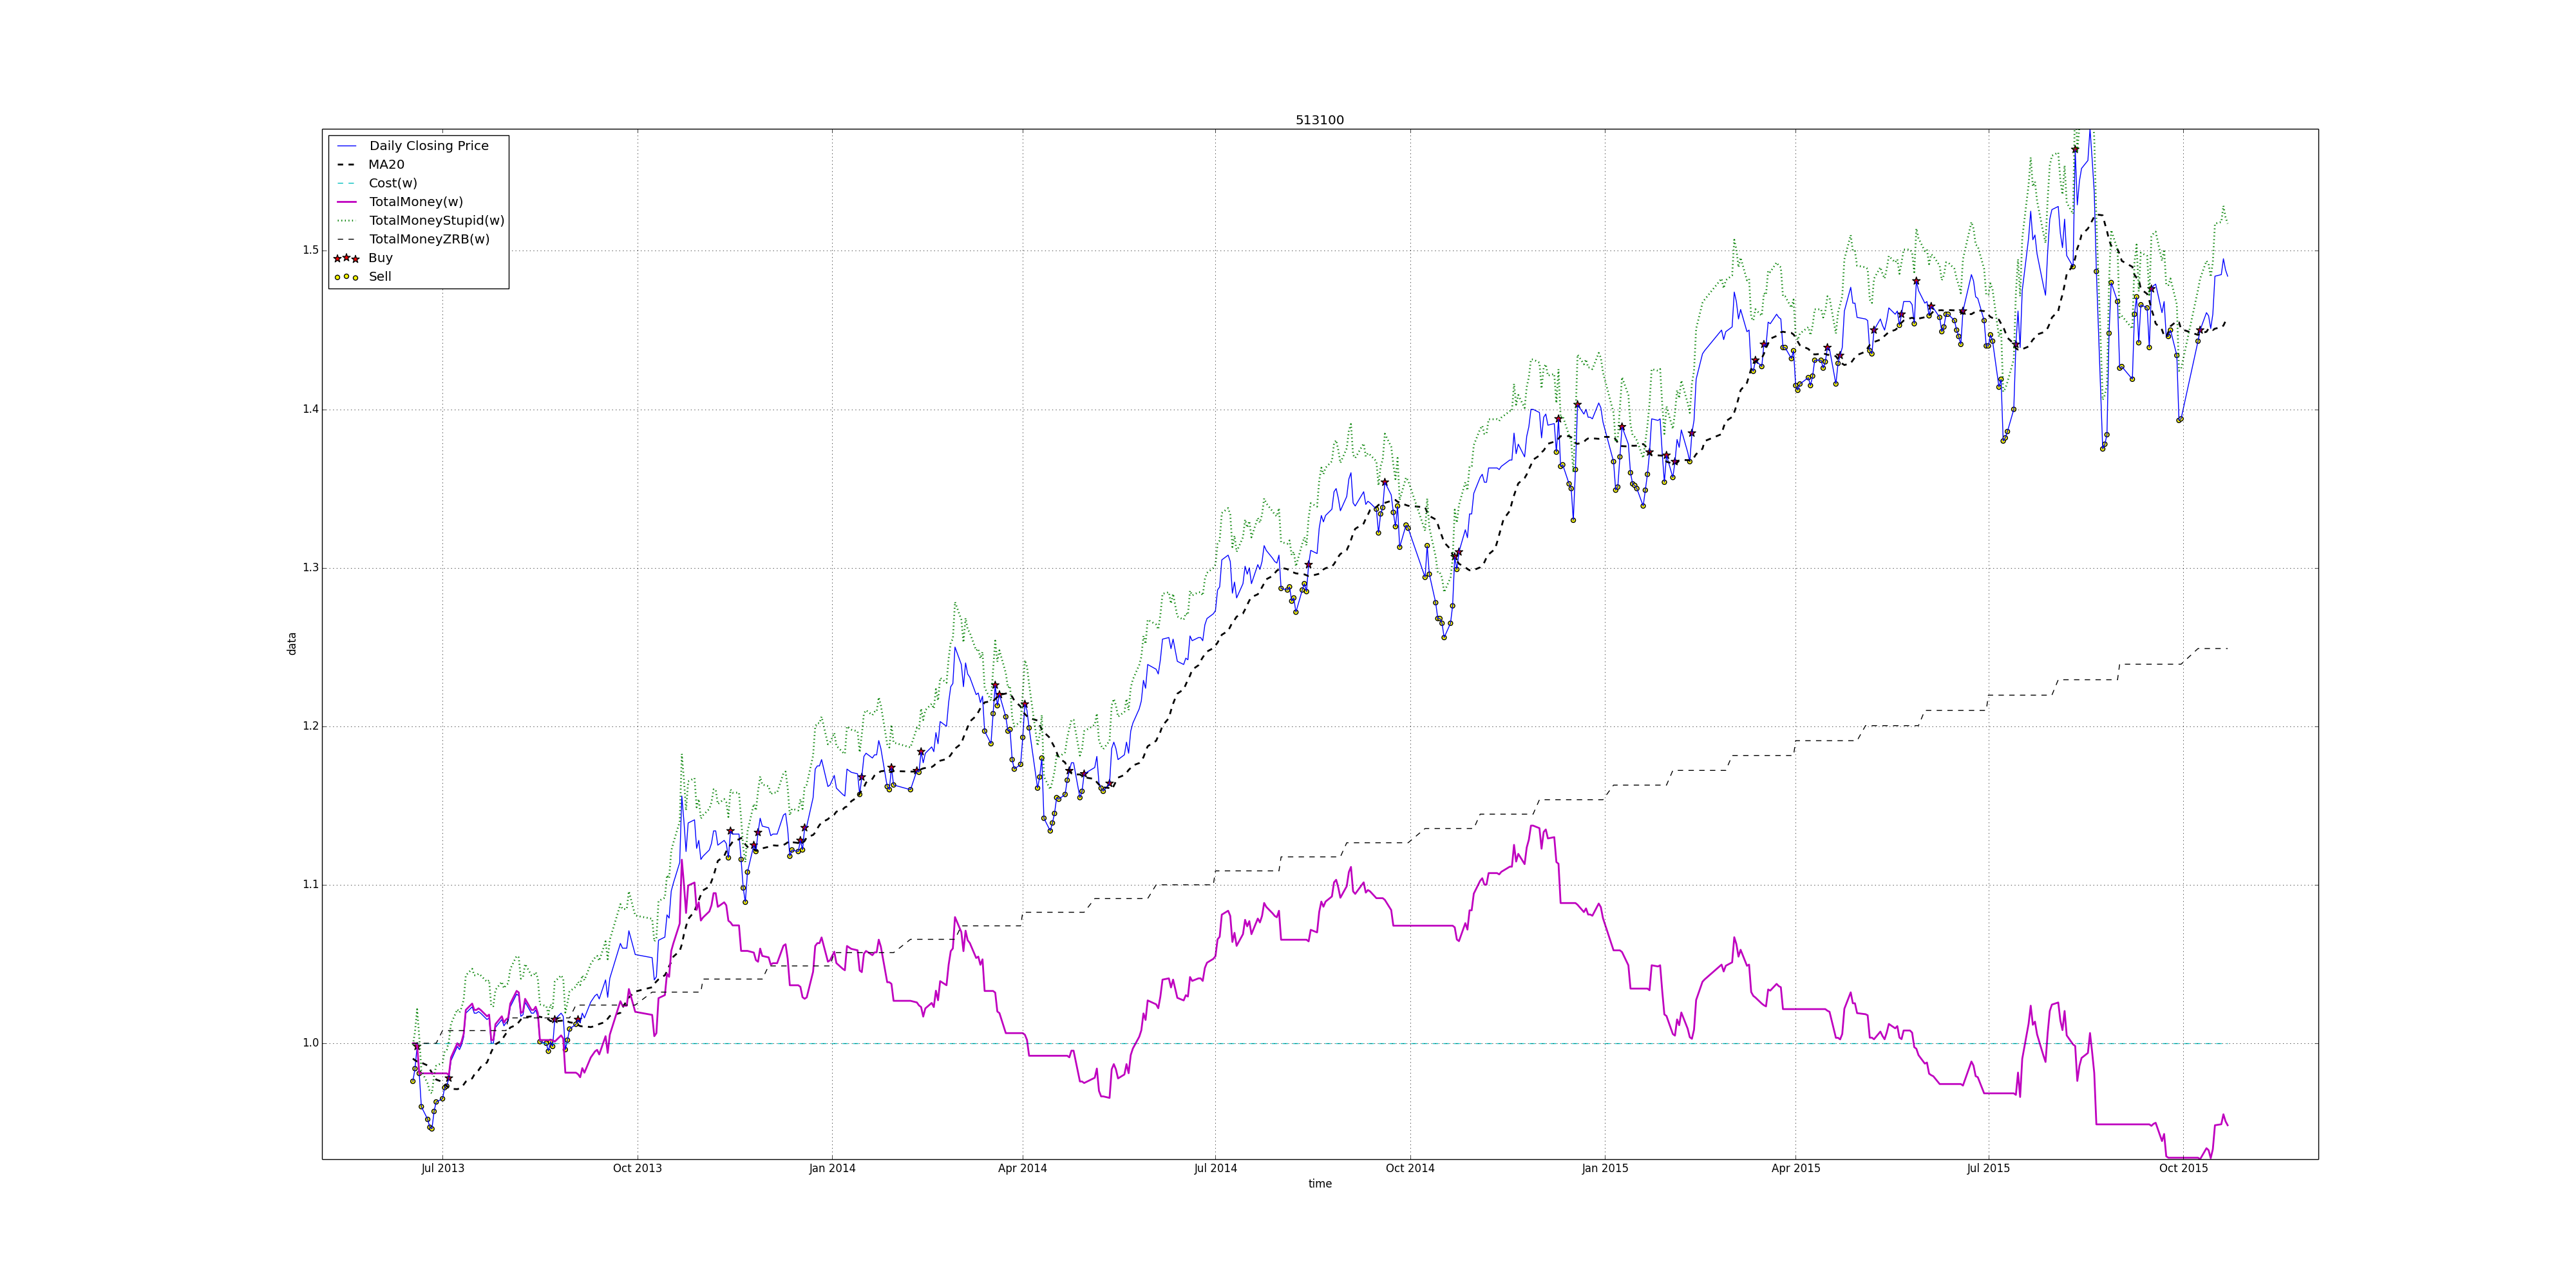 513100
Daily Closing Price
MA20
Cost(w)
TotalMoney(w)
TotalMoneyStupid(w)
TotalMoneyZRB(w)
Buy
Sell
1.5
1.4
1.3
1.2
1.1
1.0
data
Jul 2013 Oct 2013 Jan 2014 Apr 2014 Jul 2014 Oct 2014 Jan 2015 Apr 2015 Jul 2015 Oct 2015
time